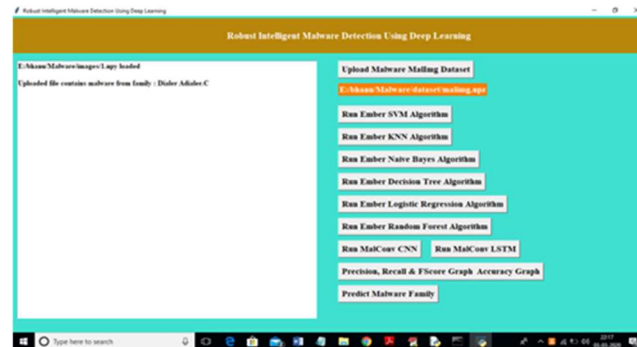 Robust Intelligent Malware Detection Using Deep Learning
Robust Intelligent Malware Detection Using Deep Learning
E:/bhanu/Malware/images/1.npy loaded
Uploaded file contains malware from family : Dialer Adialer.C
Upload Malware MalImg Dataset
E:/bhanu/Malware/dataset/malimg.npz
Run Ember SVM Algorithm
Run Ember KNN Algorithm
Run Ember Naive Bayes Algorithm
Run Ember Decision Tree Algorithm
Run Ember Logistic Regression Algorithm
Run Ember Random Forest Algorithm
Run MalConv CNN Run MalConv LSTM
Precision, Recall & FScore Graph Accuracy Graph
Predict Malware Family
Type here to search
22:17